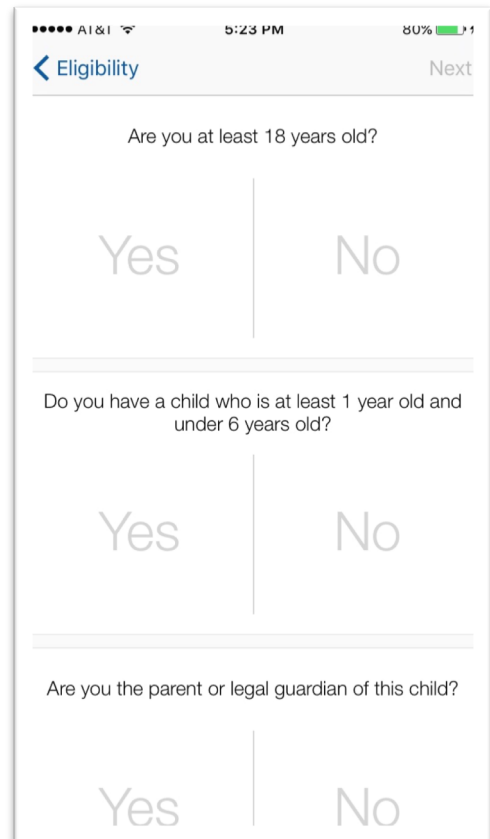 ●●●●● AT&T 5:23 PM 80%
Eligibility Next
Are you at least 18 years old?
Yes No
Do you have a child who is at least 1 year old and
under 6 years old?
Yes No
Are you the parent or legal guardian of this child?
Yes No